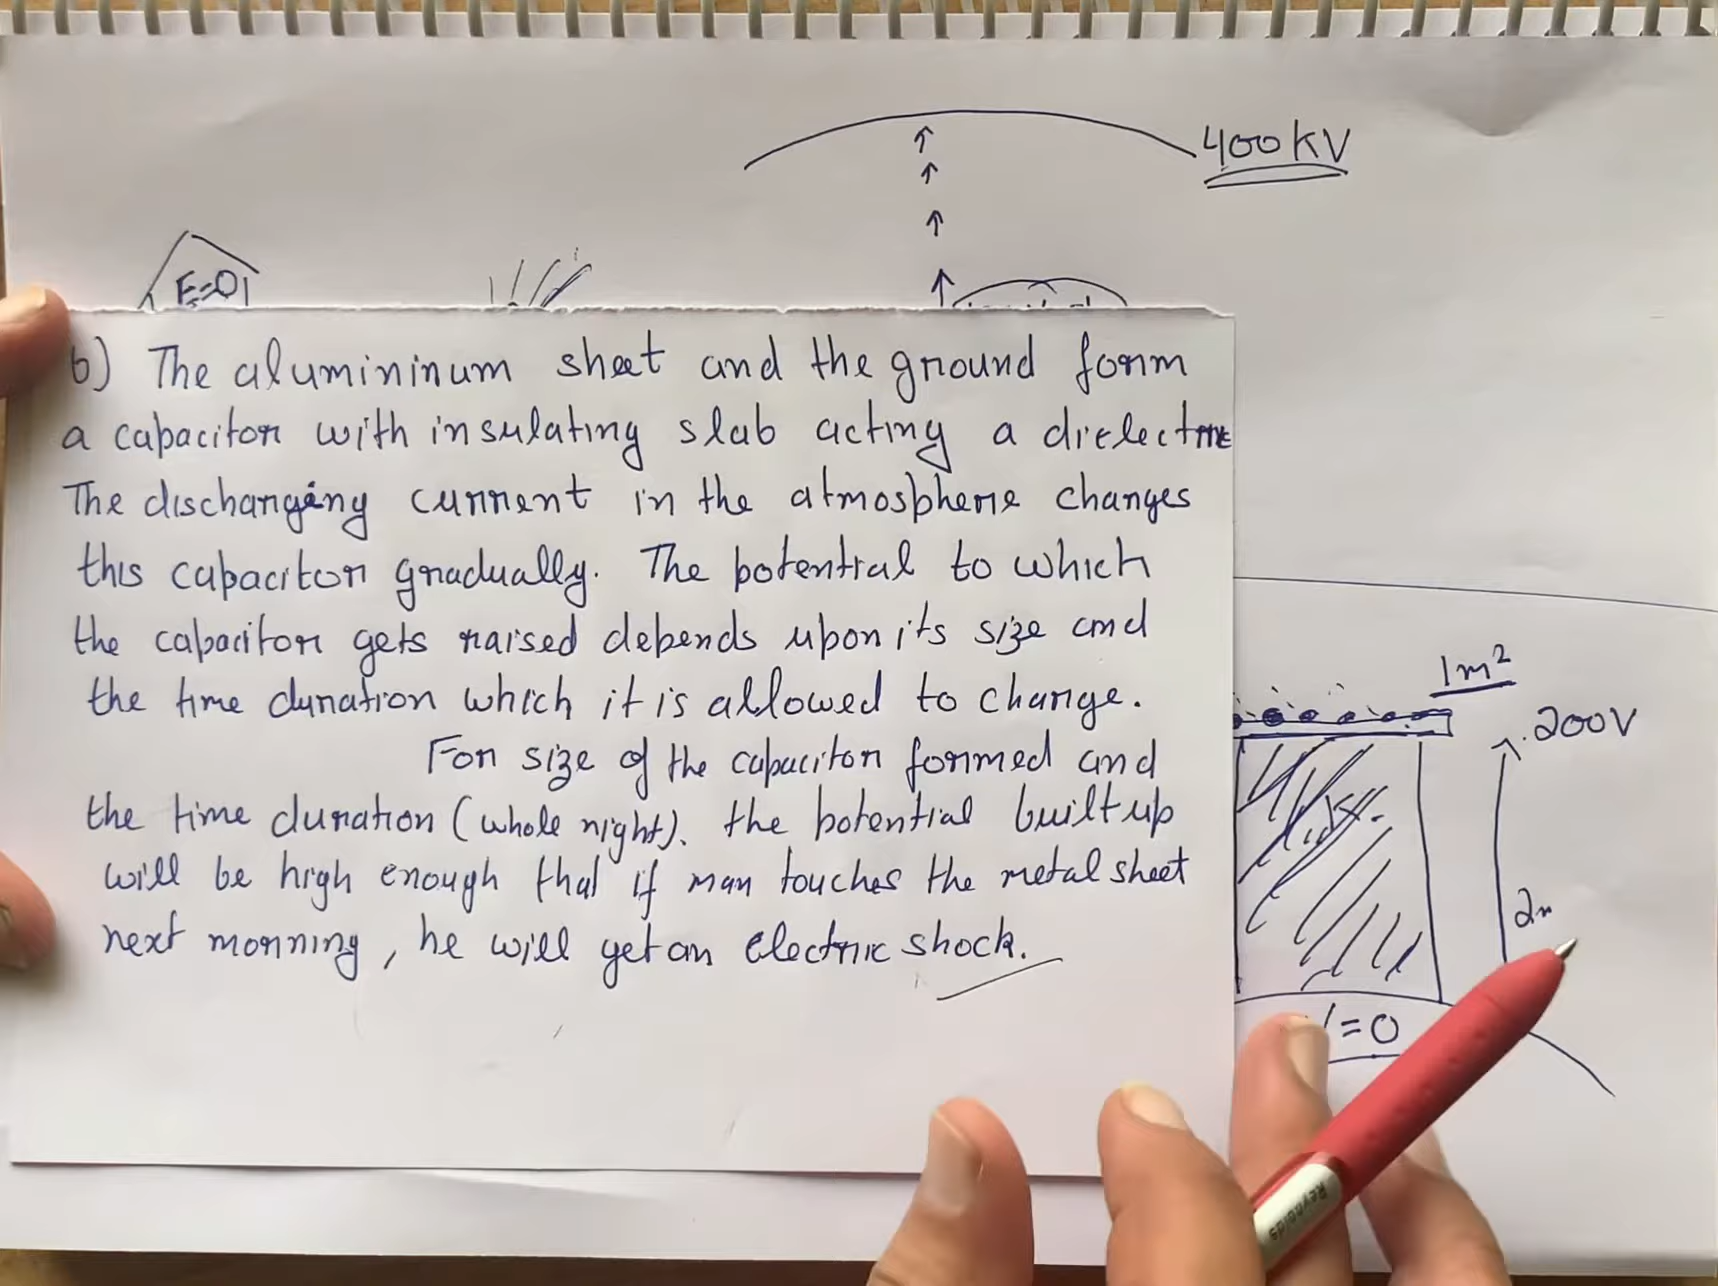 400KV
E=0
b) The alumininum sheet and the ground form
a capacitor with insulating slab acting a dielectric
The discharging current in the atmosphere changes
this capacitor gradually. The potential to which
the capacitor gets raised depends upon its size and
the time duration which it is allowed to change.
For size of the capacitor formed and
the time duration (whole night). the potential built up
will be high enough that if man touches the metal sheet
next morning, he will get an electric shock.
1m²
200V
2m
V=0
Reynolds